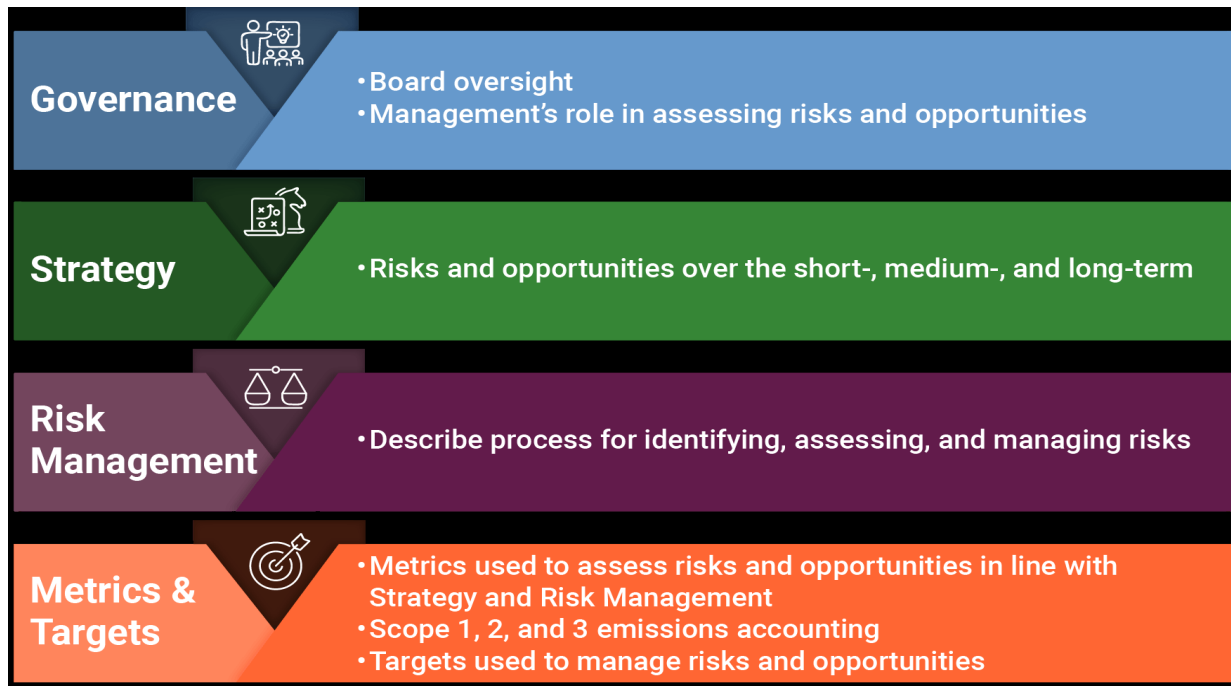 Governance
• Board oversight
• Management’s role in assessing risks and opportunities
Strategy
• Risks and opportunities over the short-, medium-, and long-term
Risk
Management
• Describe process for identifying, assessing, and managing risks
Metrics &
Targets
• Metrics used to assess risks and opportunities in line with
Strategy and Risk Management
• Scope 1, 2, and 3 emissions accounting
• Targets used to manage risks and opportunities